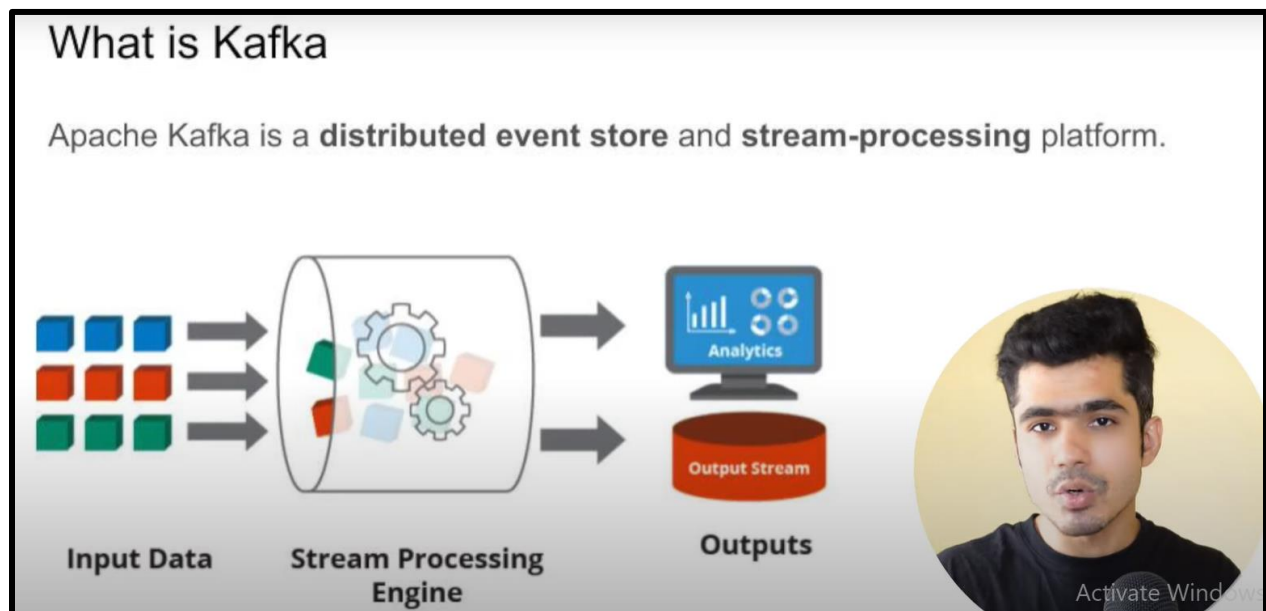 What is Kafka
Apache Kafka is a distributed event store and stream-processing platform.
Analytics
Output Stream
Input Data
Stream Processing
Engine
Outputs
Activate Windows